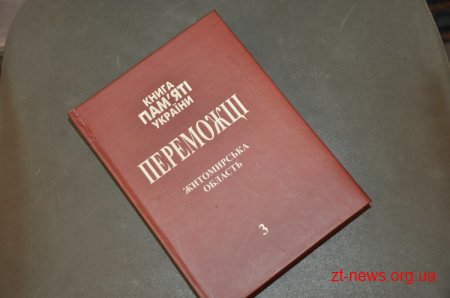 КНИГА
ПАМ'ЯТІ
УКРАЇНИ
ПЕРЕМОЖЦІ
ЖИТОМИРСЬКА
ОБЛАСТЬ
3
zt-news.org.ua